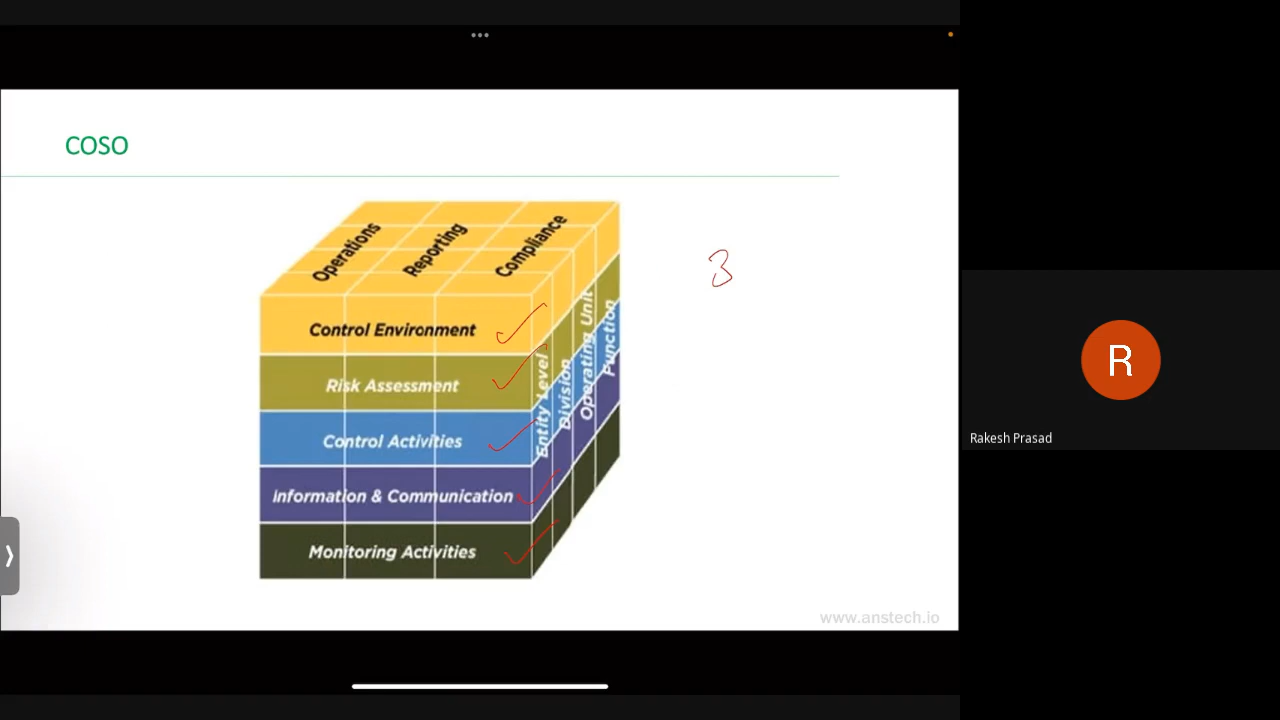 COSO
Operations
Reporting
Compliance
3
Control Environment
Risk Assessment
Control Activities
Information & Communication
Monitoring Activities
Entity Level
Division
Operating Unit
Function
www.anstech.io
R
Rakesh Prasad